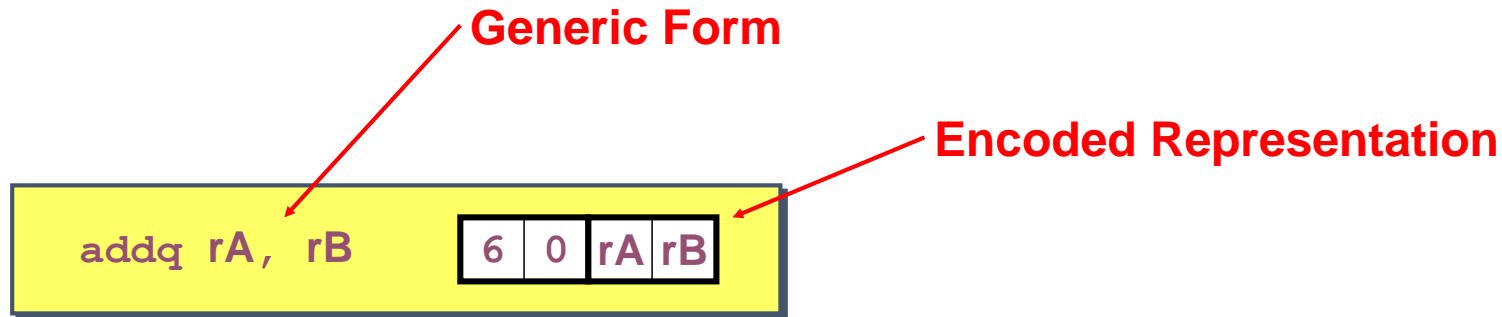 Generic Form
Encoded Representation
addq rA, rB 6 0 rA rB